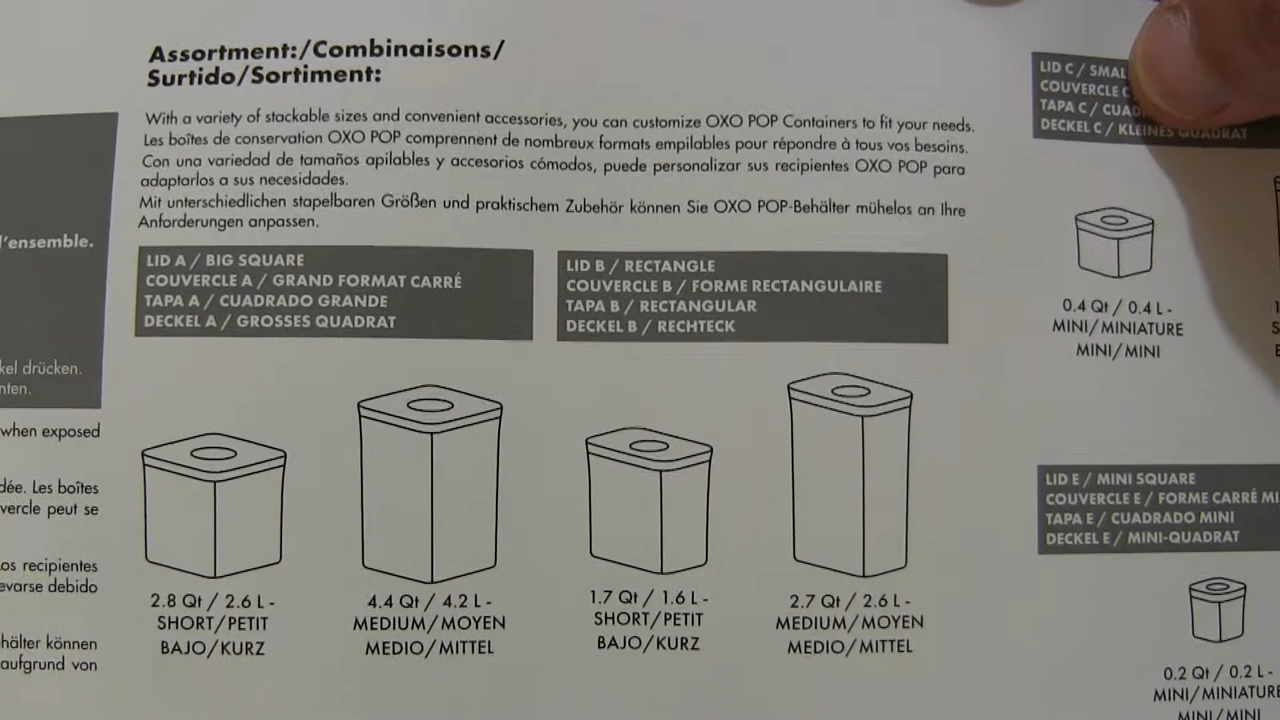 Assortment:/Combinaisons/
Surtido/Sortiment:
With a variety of stackable sizes and convenient accessories, you can customize OXO POP Containers to fit your needs.
Les boîtes de conservation OXO POP comprennent de nombreux formats empilables pour répondre à tous vos besoins.
Con una variedad de tamaños apilables y accesorios cómodos, puede personalizar sus recipientes OXO POP para
adaptarlos a sus necesidades.
Mit unterschiedlichen stapelbaren Größen und praktischem Zubehör können Sie OXO POP-Behälter mühelos an Ihre
Anforderungen anpassen.
LID A / BIG SQUARE
COUVERCLE A / GRAND FORMAT CARRÉ
TAPA A / CUADRADO GRANDE
DECKEL A / GROSSES QUADRAT
2.8 Qt / 2.6 L -
SHORT/PETIT
BAJO/KURZ
4.4 Qt / 4.2 L -
MEDIUM/MOYEN
MEDIO/MITTEL
LID B / RECTANGLE
COUVERCLE B / FORME RECTANGULAIRE
TAPA B / RECTANGULAR
DECKEL B / RECHTECK
1.7 Qt / 1.6 L -
SHORT/PETIT
BAJO/KURZ
2.7 Qt / 2.6 L -
MEDIUM/MOYEN
MEDIO/MITTEL
LID C / SMAL
COUVERCLE C
TAPA C / CUAD
DECKEL C / KLEINES QUADRAT
0.4 Qt / 0.4 L -
MINI/MINIATURE
MINI/MINI
LID E / MINI SQUARE
COUVERCLE E / FORME CARRÉ MI
TAPA E / CUADRADO MINI
DECKEL E / MINI-QUADRAT
0.2 Qt / 0.2 L -
MINI/MINIATURE
MINI/MINI
l'ensemble.
kel drücken.
nten.
when exposed
dée. Les boîtes
vercle peut se
os recipientes
evarse debido
hälter können
aufgrund von